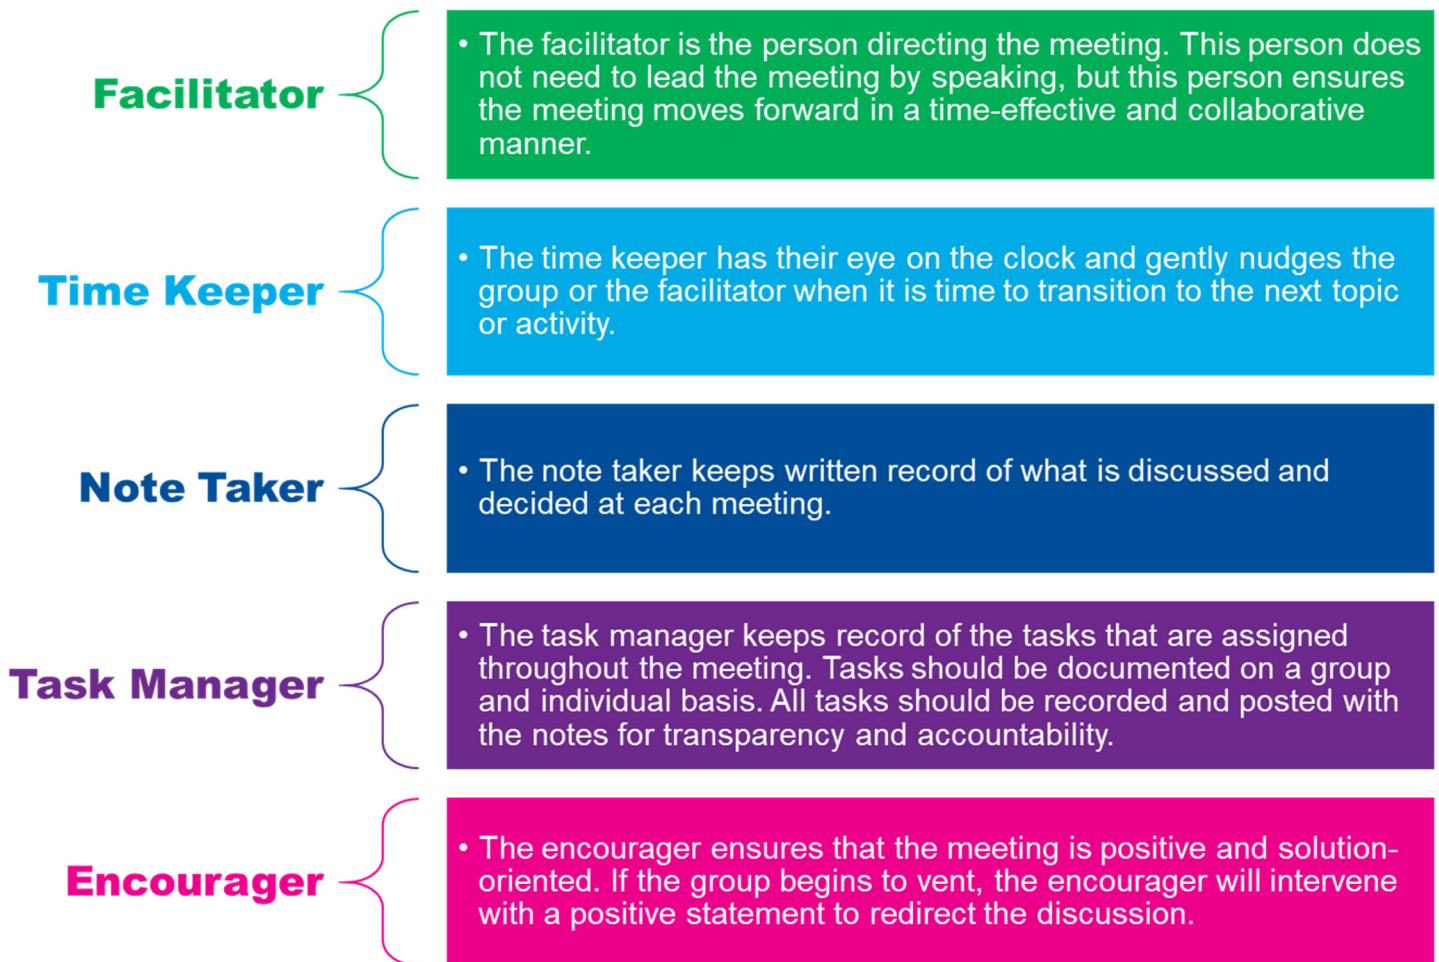 Facilitator
• The facilitator is the person directing the meeting. This person does
not need to lead the meeting by speaking, but this person ensures
the meeting moves forward in a time-effective and collaborative
manner.
Time Keeper
• The time keeper has their eye on the clock and gently nudges the
group or the facilitator when it is time to transition to the next topic
or activity.
Note Taker
• The note taker keeps written record of what is discussed and
decided at each meeting.
Task Manager
• The task manager keeps record of the tasks that are assigned
throughout the meeting. Tasks should be documented on a group
and individual basis. All tasks should be recorded and posted with
the notes for transparency and accountability.
Encourager
• The encourager ensures that the meeting is positive and solution-
oriented. If the group begins to vent, the encourager will intervene
with a positive statement to redirect the discussion.